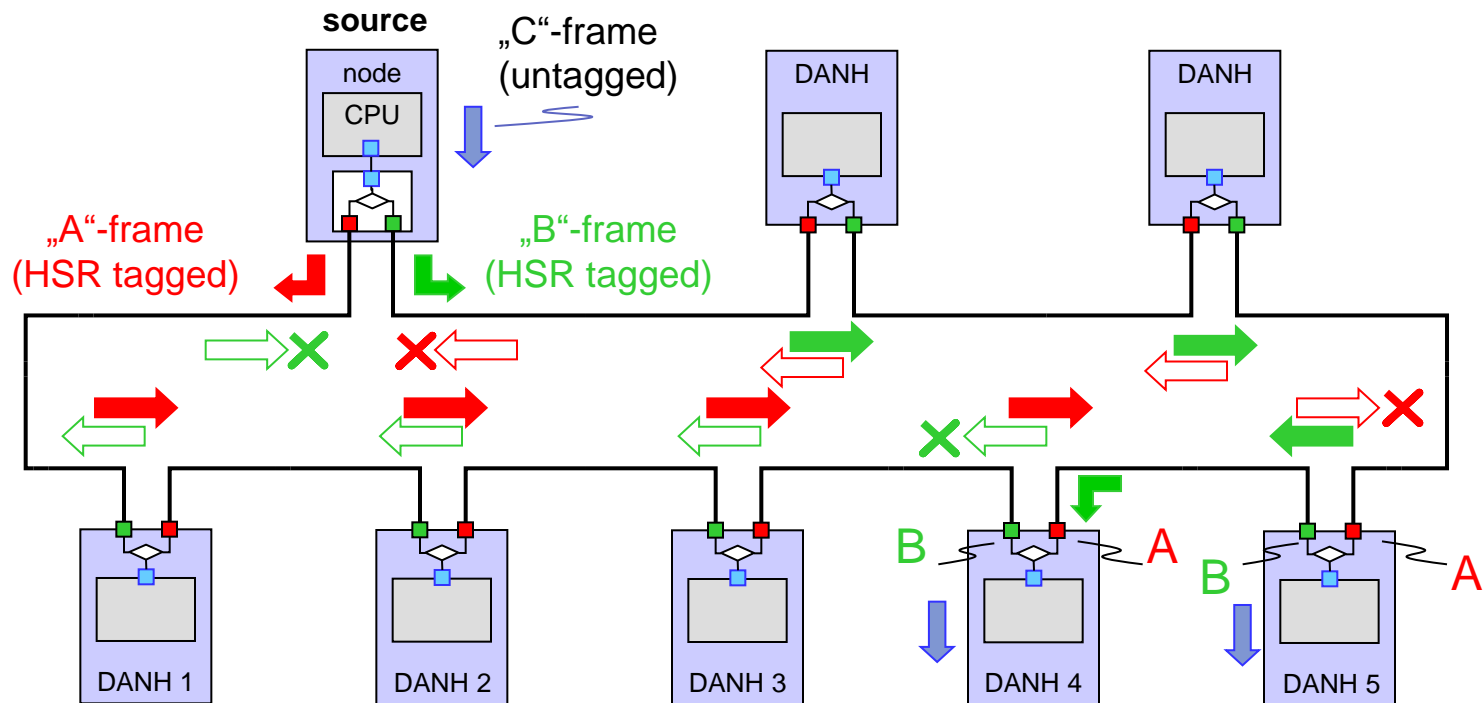 source
„C“-frame
(untagged)
node
CPU
DANH
DANH
„A“-frame
(HSR tagged)
„B“-frame
(HSR tagged)
B
A
B
A
DANH 1
DANH 2
DANH 3
DANH 4
DANH 5